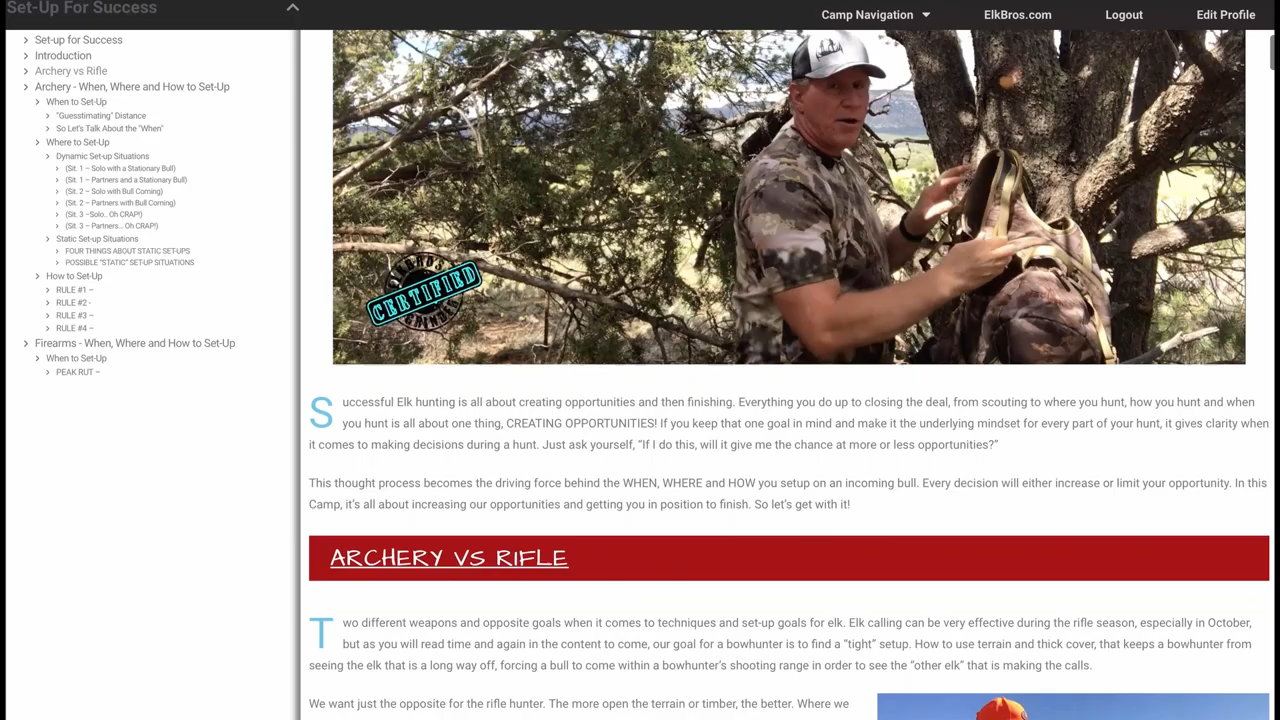 Set-Up For Success
Camp Navigation
ElkBros.com
Logout
Edit Profile
Set-up for Success
Introduction
Archery vs Rifle
Archery - When, Where and How to Set-Up
When to Set-Up
"Guesstimating" Distance
So Let's Talk About the "When"
Where to Set-Up
Dynamic Set-up Situations
(Sit. 1 – Solo with a Stationary Bull)
(Sit. 1 – Partners and a Stationary Bull)
(Sit. 2 – Solo with Bull Coming)
(Sit. 2 – Partners with Bull Coming)
(Sit. 3 –Solo.. Oh CRAP!)
(Sit. 3 – Partners... Oh CRAP!)
Static Set-up Situations
FOUR THINGS ABOUT STATIC SET-UPS
POSSIBLE "STATIC" SET-UP SITUATIONS
How to Set-Up
RULE #1 –
RULE #2 -
RULE #3 –
RULE #4 –
Firearms - When, Where and How to Set-Up
When to Set-Up
PEAK RUT –
CERTIFIED
Successful Elk hunting is all about creating opportunities and then finishing. Everything you do up to closing the deal, from scouting to where you hunt, how you hunt and when
you hunt is all about one thing, CREATING OPPORTUNITIES! If you keep that one goal in mind and make it the underlying mindset for every part of your hunt, it gives clarity when
it comes to making decisions during a hunt. Just ask yourself, “If I do this, will it give me the chance at more or less opportunities?”
This thought process becomes the driving force behind the WHEN, WHERE and HOW you setup on an incoming bull. Every decision will either increase or limit your opportunity. In this
Camp, it’s all about increasing our opportunities and getting you in position to finish. So let’s get with it!
ARCHERY VS RIFLE
Two different weapons and opposite goals when it comes to techniques and set-up goals for elk. Elk calling can be very effective during the rifle season, especially in October,
but as you will read time and again in the content to come, our goal for a bowhunter is to find a “tight” setup. How to use terrain and thick cover, that keeps a bowhunter from
seeing the elk that is a long way off, forcing a bull to come within a bowhunter’s shooting range in order to see the “other elk” that is making the calls.
We want just the opposite for the rifle hunter. The more open the terrain or timber, the better. Where we